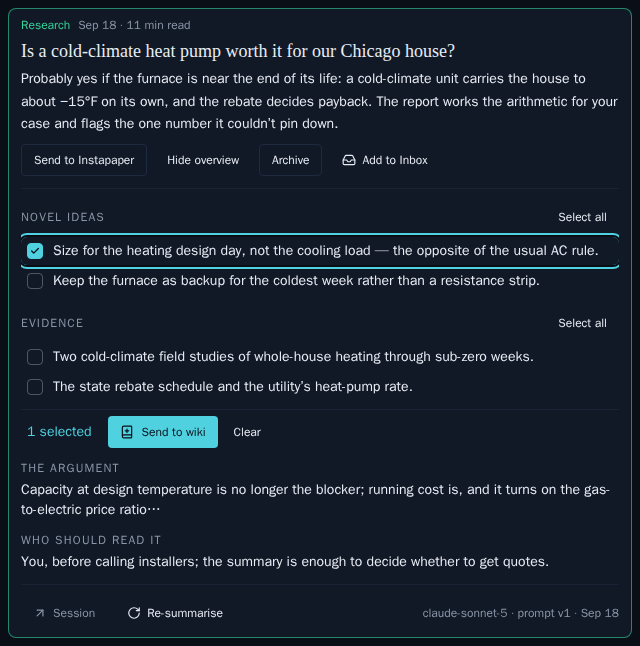 Research Sep 18 · 11 min read
Is a cold-climate heat pump worth it for our Chicago house?
Probably yes if the furnace is near the end of its life: a cold-climate unit carries the house to
about −15°F on its own, and the rebate decides payback. The report works the arithmetic for your
case and flags the one number it couldn’t pin down.
Send to Instapaper Hide overview Archive Add to Inbox
NOVEL IDEAS Select all
Size for the heating design day, not the cooling load — the opposite of the usual AC rule.
Keep the furnace as backup for the coldest week rather than a resistance strip.
EVIDENCE Select all
Two cold-climate field studies of whole-house heating through sub-zero weeks.
The state rebate schedule and the utility’s heat-pump rate.
1 selected Send to wiki Clear
THE ARGUMENT
Capacity at design temperature is no longer the blocker; running cost is, and it turns on the gas-
to-electric price ratio⋯
WHO SHOULD READ IT
You, before calling installers; the summary is enough to decide whether to get quotes.
Session Re-summarise claude-sonnet-5 · prompt v1 · Sep 18